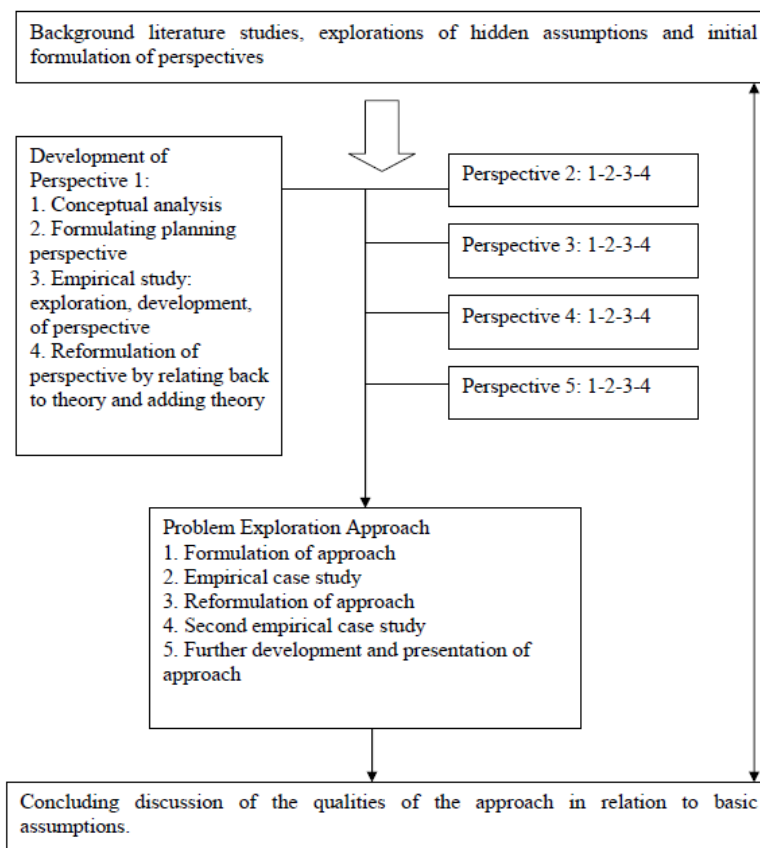 Background literature studies, explorations of hidden assumptions and initial
formulation of perspectives
Development of
Perspective 1:
1. Conceptual analysis
2. Formulating planning
perspective
3. Empirical study:
exploration, development,
of perspective
4. Reformulation of
perspective by relating back
to theory and adding theory
Perspective 2: 1-2-3-4
Perspective 3: 1-2-3-4
Perspective 4: 1-2-3-4
Perspective 5: 1-2-3-4
Problem Exploration Approach
1. Formulation of approach
2. Empirical case study
3. Reformulation of approach
4. Second empirical case study
5. Further development and presentation of
approach
Concluding discussion of the qualities of the approach in relation to basic
assumptions.